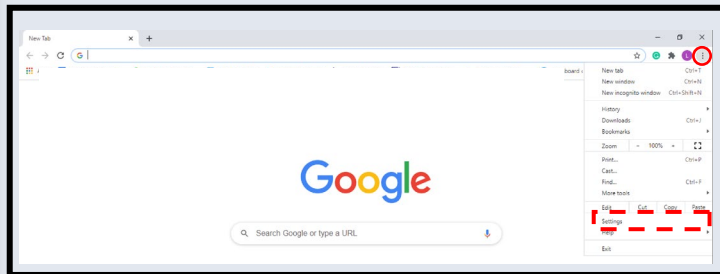 New Tab × +
G
New tab Ctrl+T
New window Ctrl+N
New incognito window Ctrl+Shift+N
History
Downloads Ctrl+J
Bookmarks
Zoom - 100% +
Print... Ctrl+P
Cast...
Find... Ctrl+F
More tools
Edit Cut Copy Paste
Settings
Help
Exit
Google
Search Google or type a URL